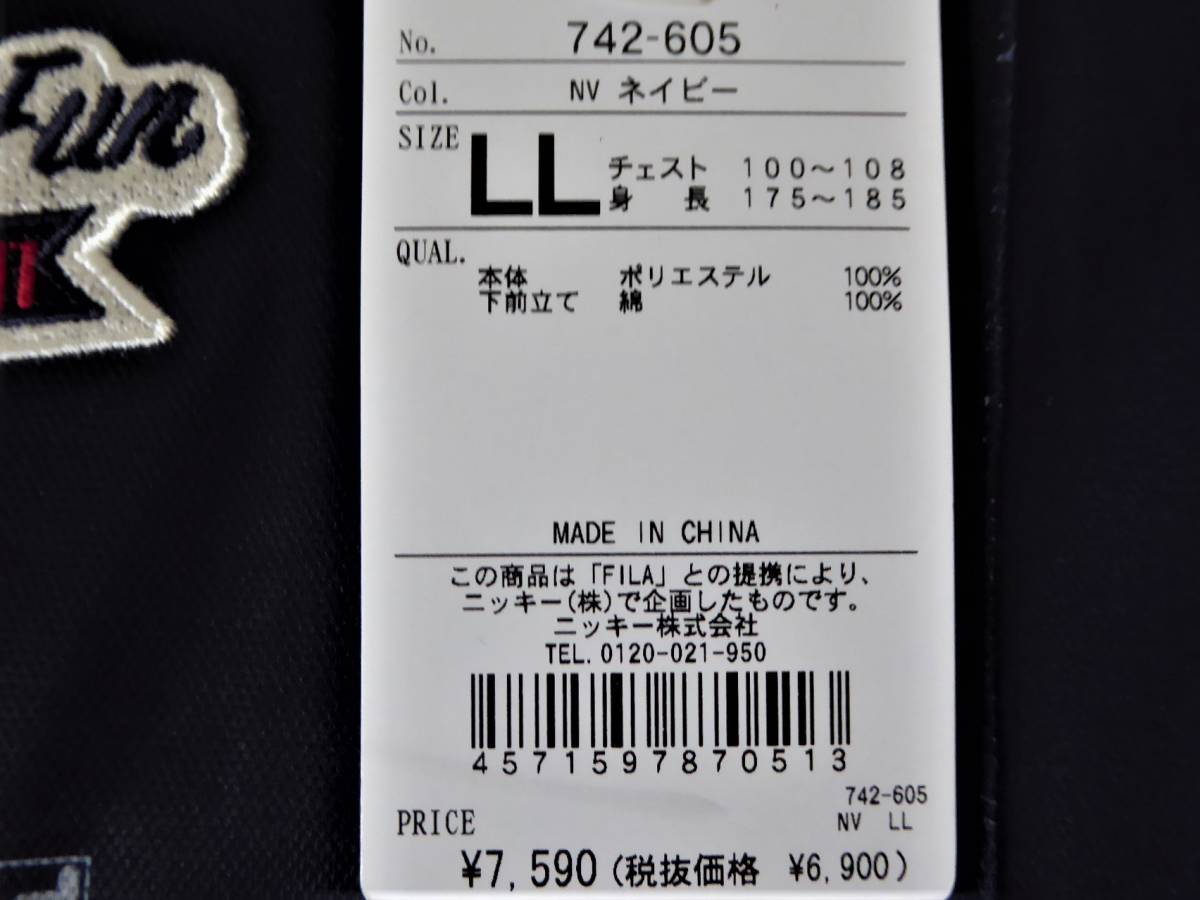 Fun
No. 742-605
Col. NV ネイビー
SIZE LL チェスト 100～108
身長 175～185
QUAL.
本体 ポリエステル 100%
下前立て 綿 100%
MADE IN CHINA
この商品は「FILA」との提携により、
ニッキー(株)で企画したものです。
ニッキー株式会社
TEL. 0120-021-950
4571597870513
742-605
NV LL
PRICE
¥7,590 (税抜価格 ¥6,900)